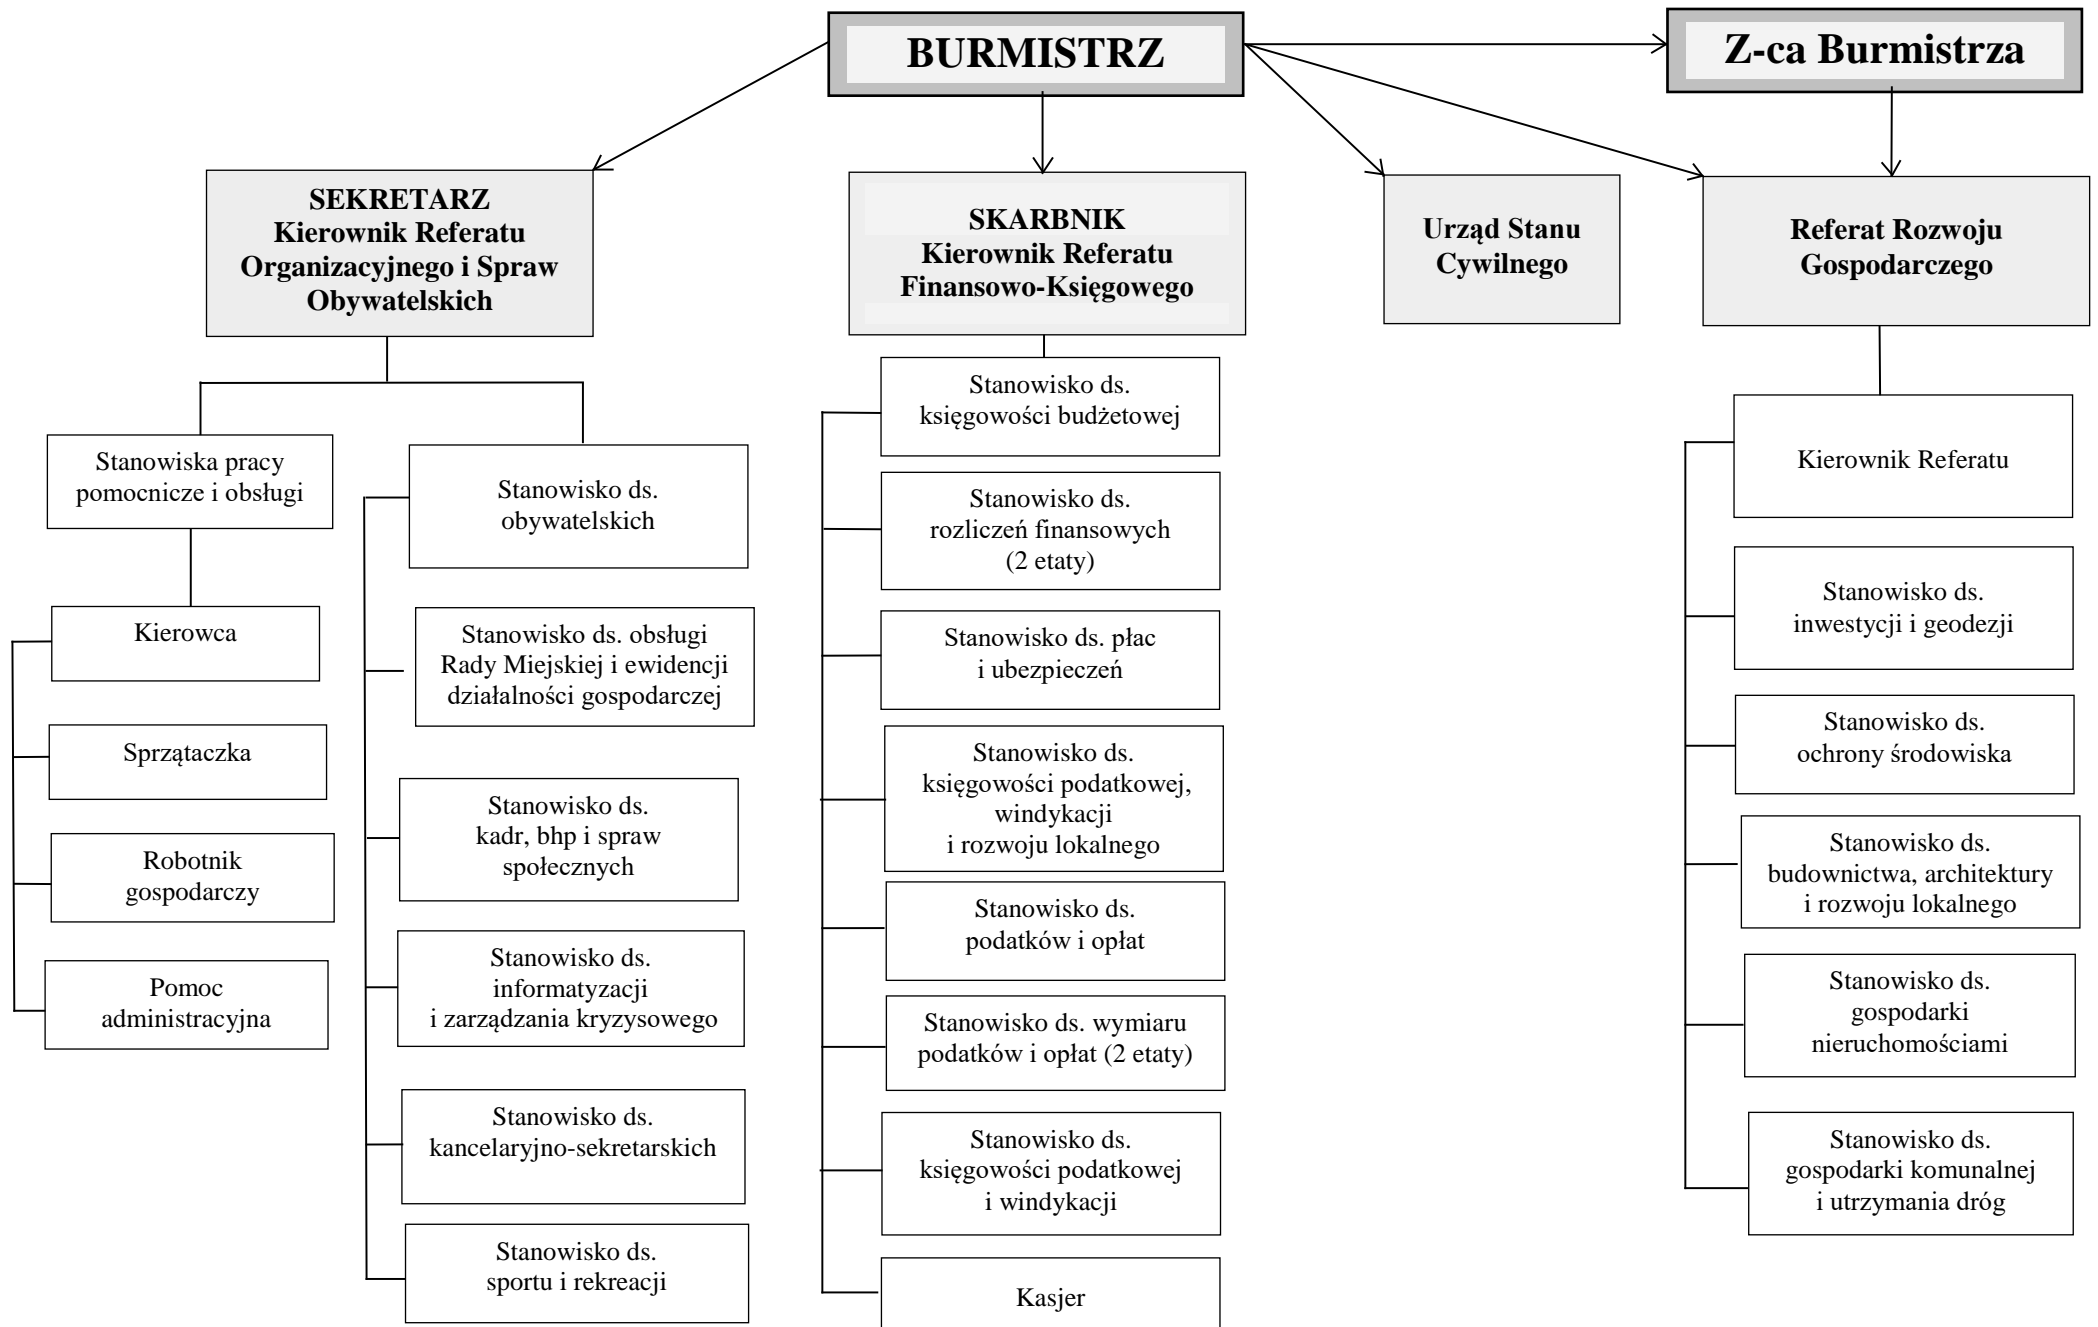 BURMISTRZ
Z-ca Burmistrza
SEKRETARZ
Kierownik Referatu
Organizacyjnego i Spraw
Obywatelskich
SKARBNIK
Kierownik Referatu
Finansowo-Księgowego
Urząd Stanu
Cywilnego
Referat Rozwoju
Gospodarczego
Stanowiska pracy
pomocnicze i obsługi
Kierowca
Sprzątaczka
Robotnik
gospodarczy
Pomoc
administracyjna
Stanowisko ds.
obywatelskich
Stanowisko ds. obsługi
Rady Miejskiej i ewidencji
działalności gospodarczej
Stanowisko ds.
kadr, bhp i spraw
społecznych
Stanowisko ds.
informatyzacji
i zarządzania kryzysowego
Stanowisko ds.
kancelaryjno-sekretarskich
Stanowisko ds.
sportu i rekreacji
Stanowisko ds.
księgowości budżetowej
Stanowisko ds.
rozliczeń finansowych
(2 etaty)
Stanowisko ds. płac
i ubezpieczeń
Stanowisko ds.
księgowości podatkowej,
windykacji
i rozwoju lokalnego
Stanowisko ds.
podatków i opłat
Stanowisko ds. wymiaru
podatków i opłat (2 etaty)
Stanowisko ds.
księgowości podatkowej
i windykacji
Kasjer
Kierownik Referatu
Stanowisko ds.
inwestycji i geodezji
Stanowisko ds.
ochrony środowiska
Stanowisko ds.
budownictwa, architektury
i rozwoju lokalnego
Stanowisko ds.
gospodarki
nieruchomościami
Stanowisko ds.
gospodarki komunalnej
i utrzymania dróg